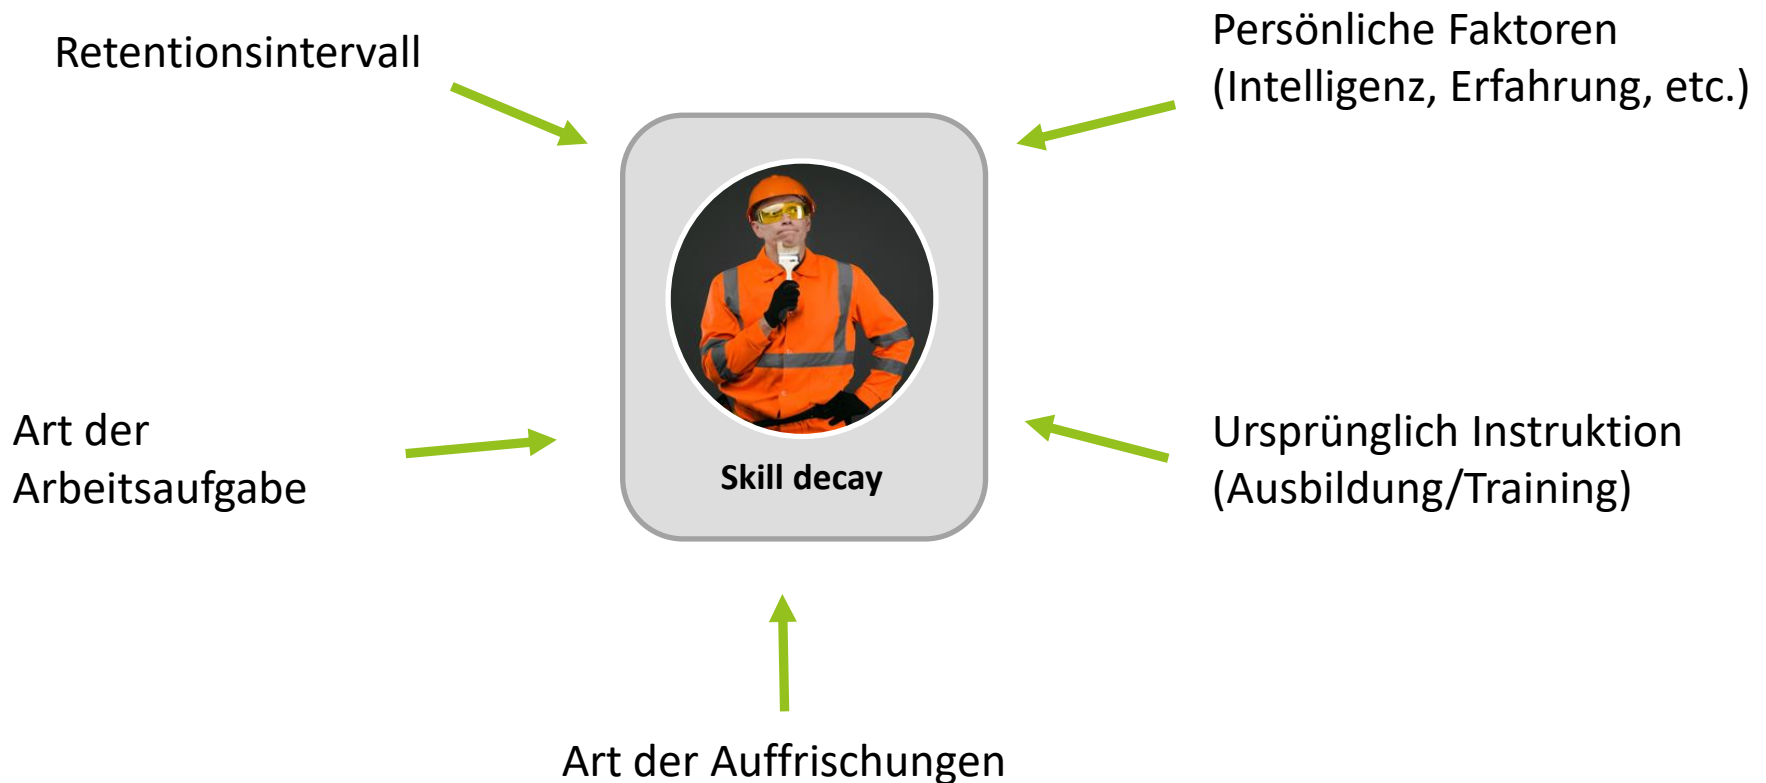 Retentionsintervall
Persönliche Faktoren
(Intelligenz, Erfahrung, etc.)
Art der
Arbeitsaufgabe
Skill decay
Ursprünglich Instruktion
(Ausbildung/Training)
Art der Auffrischungen